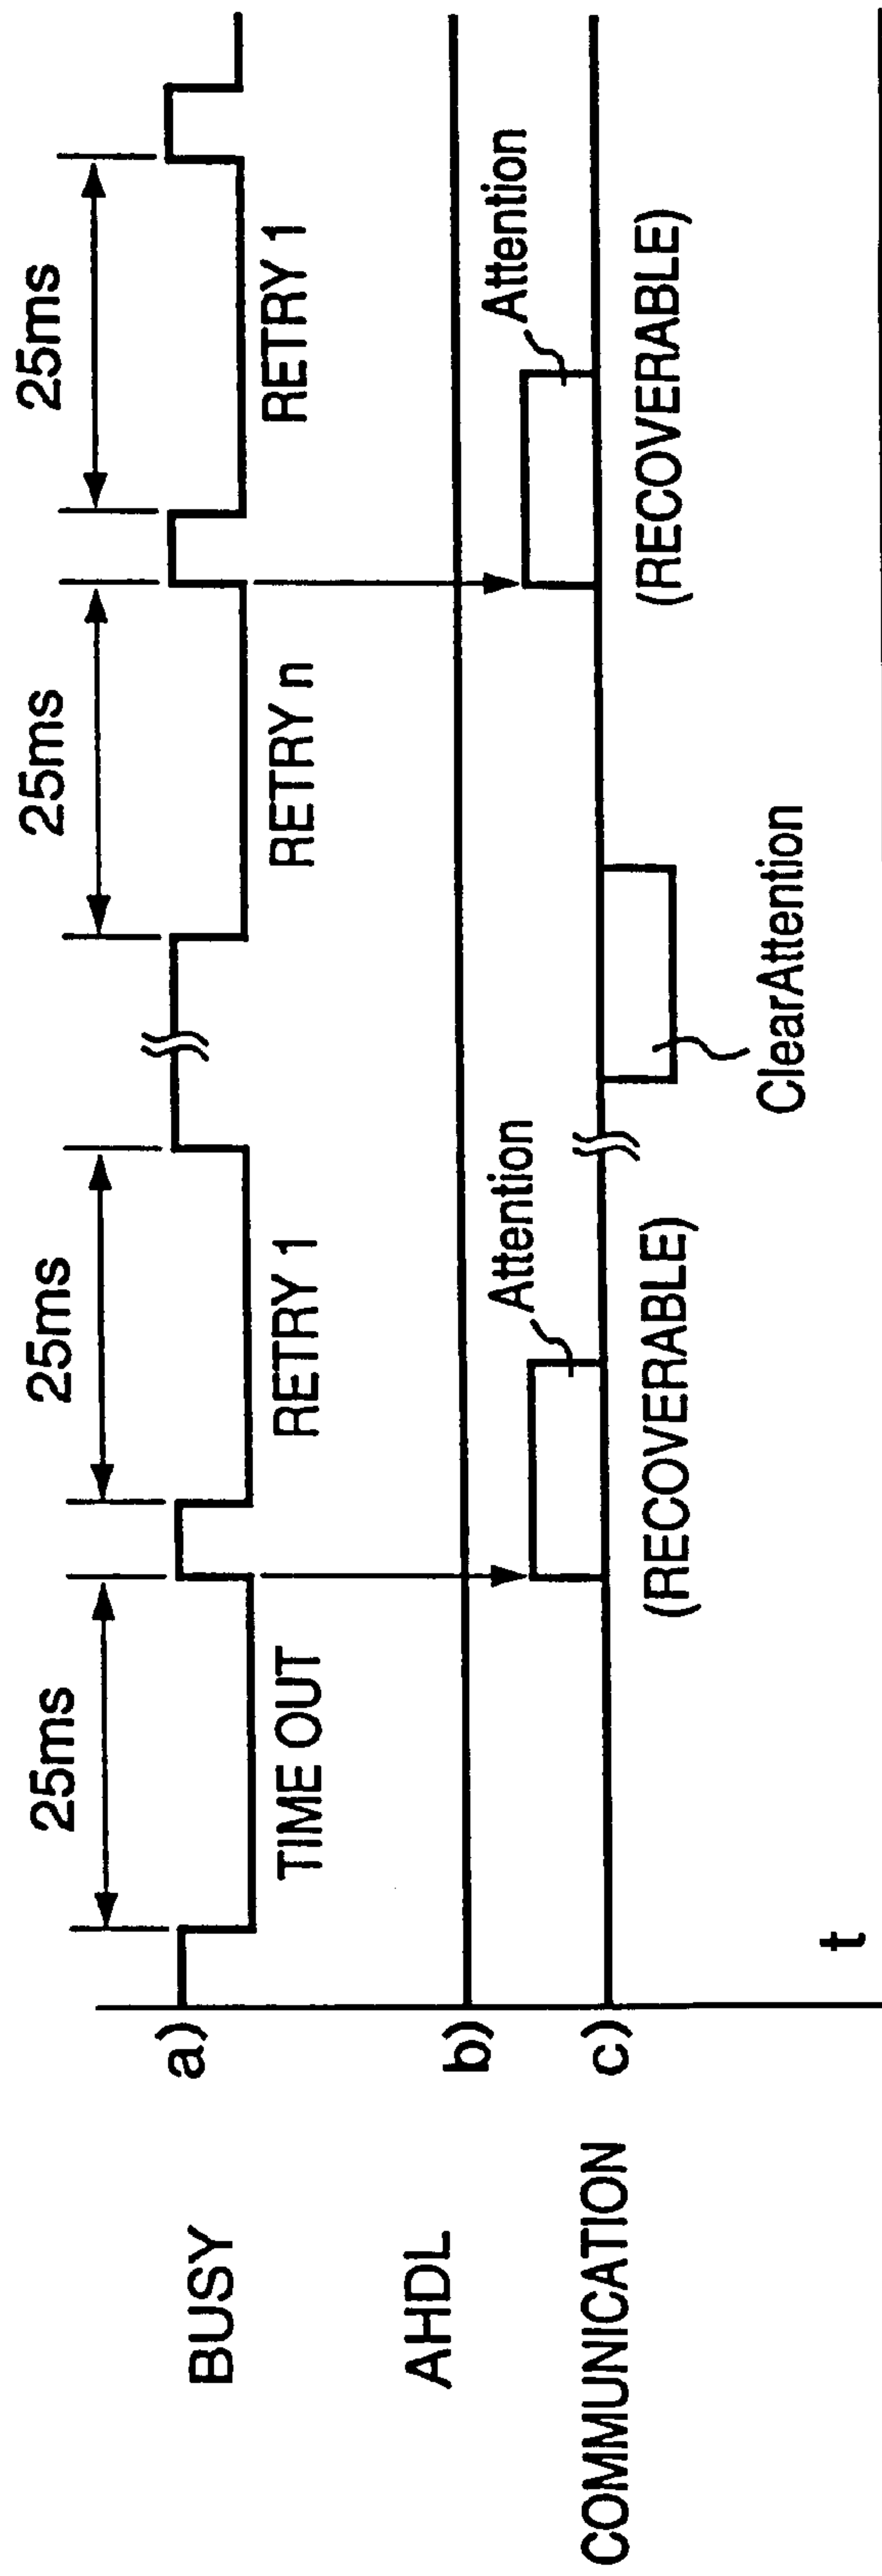 25ms
25ms
25ms
25ms
BUSY
a)
TIME OUT
RETRY 1
RETRY n
RETRY 1
AHDL
b)
Attention
Attention
COMMUNICATION
c)
(RECOVERABLE)
(RECOVERABLE)
ClearAttention
t